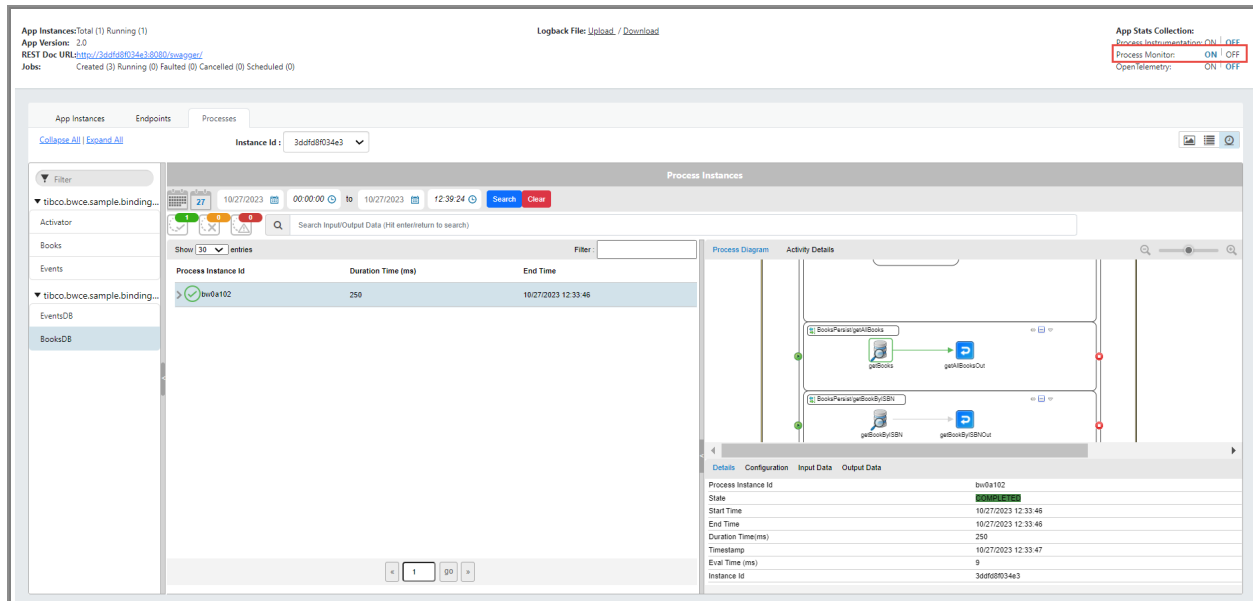 App Instances:Total (1) Running (1)
App Version: 2.0
REST Doc URL:http://3ddfd8f034e3:8080/swagger/
Jobs: Created (3) Running (0) Faulted (0) Cancelled (0) Scheduled (0)
Logback File: Upload / Download
App Stats Collection:
Process Instrumentation: ON | OFF
Process Monitor: ON | OFF
OpenTelemetry: ON | OFF
App Instances Endpoints Processes
Collapse All | Expand All
Instance Id : 3ddfd8f034e3
Filter
Process Instances
27 10/27/2023 00:00:00 to 10/27/2023 12:39:24 Search Clear
tibco.bwce.sample.binding...
Activator
Books
Events
tibco.bwce.sample.binding...
EventsDB
BooksDB
1 0 0 Search Input/Output Data (Hit enter/return to search)
Show 30 entries Filter :
Process Instance Id Duration Time (ms) End Time
bw0a102 250 10/27/2023 12:33:46
« 1 go »
Process Diagram Activity Details
BooksPersist/getAllBooks
getBooks getAllBooksOut
BooksPersist/getBookByISBN
getBookByISBN getBookByISBNOut
Details Configuration Input Data Output Data
Process Instance Id bw0a102
State COMPLETED
Start Time 10/27/2023 12:33:46
End Time 10/27/2023 12:33:46
Duration Time(ms) 250
Timestamp 10/27/2023 12:33:47
Eval Time (ms) 9
Instance Id 3ddfd8f034e3